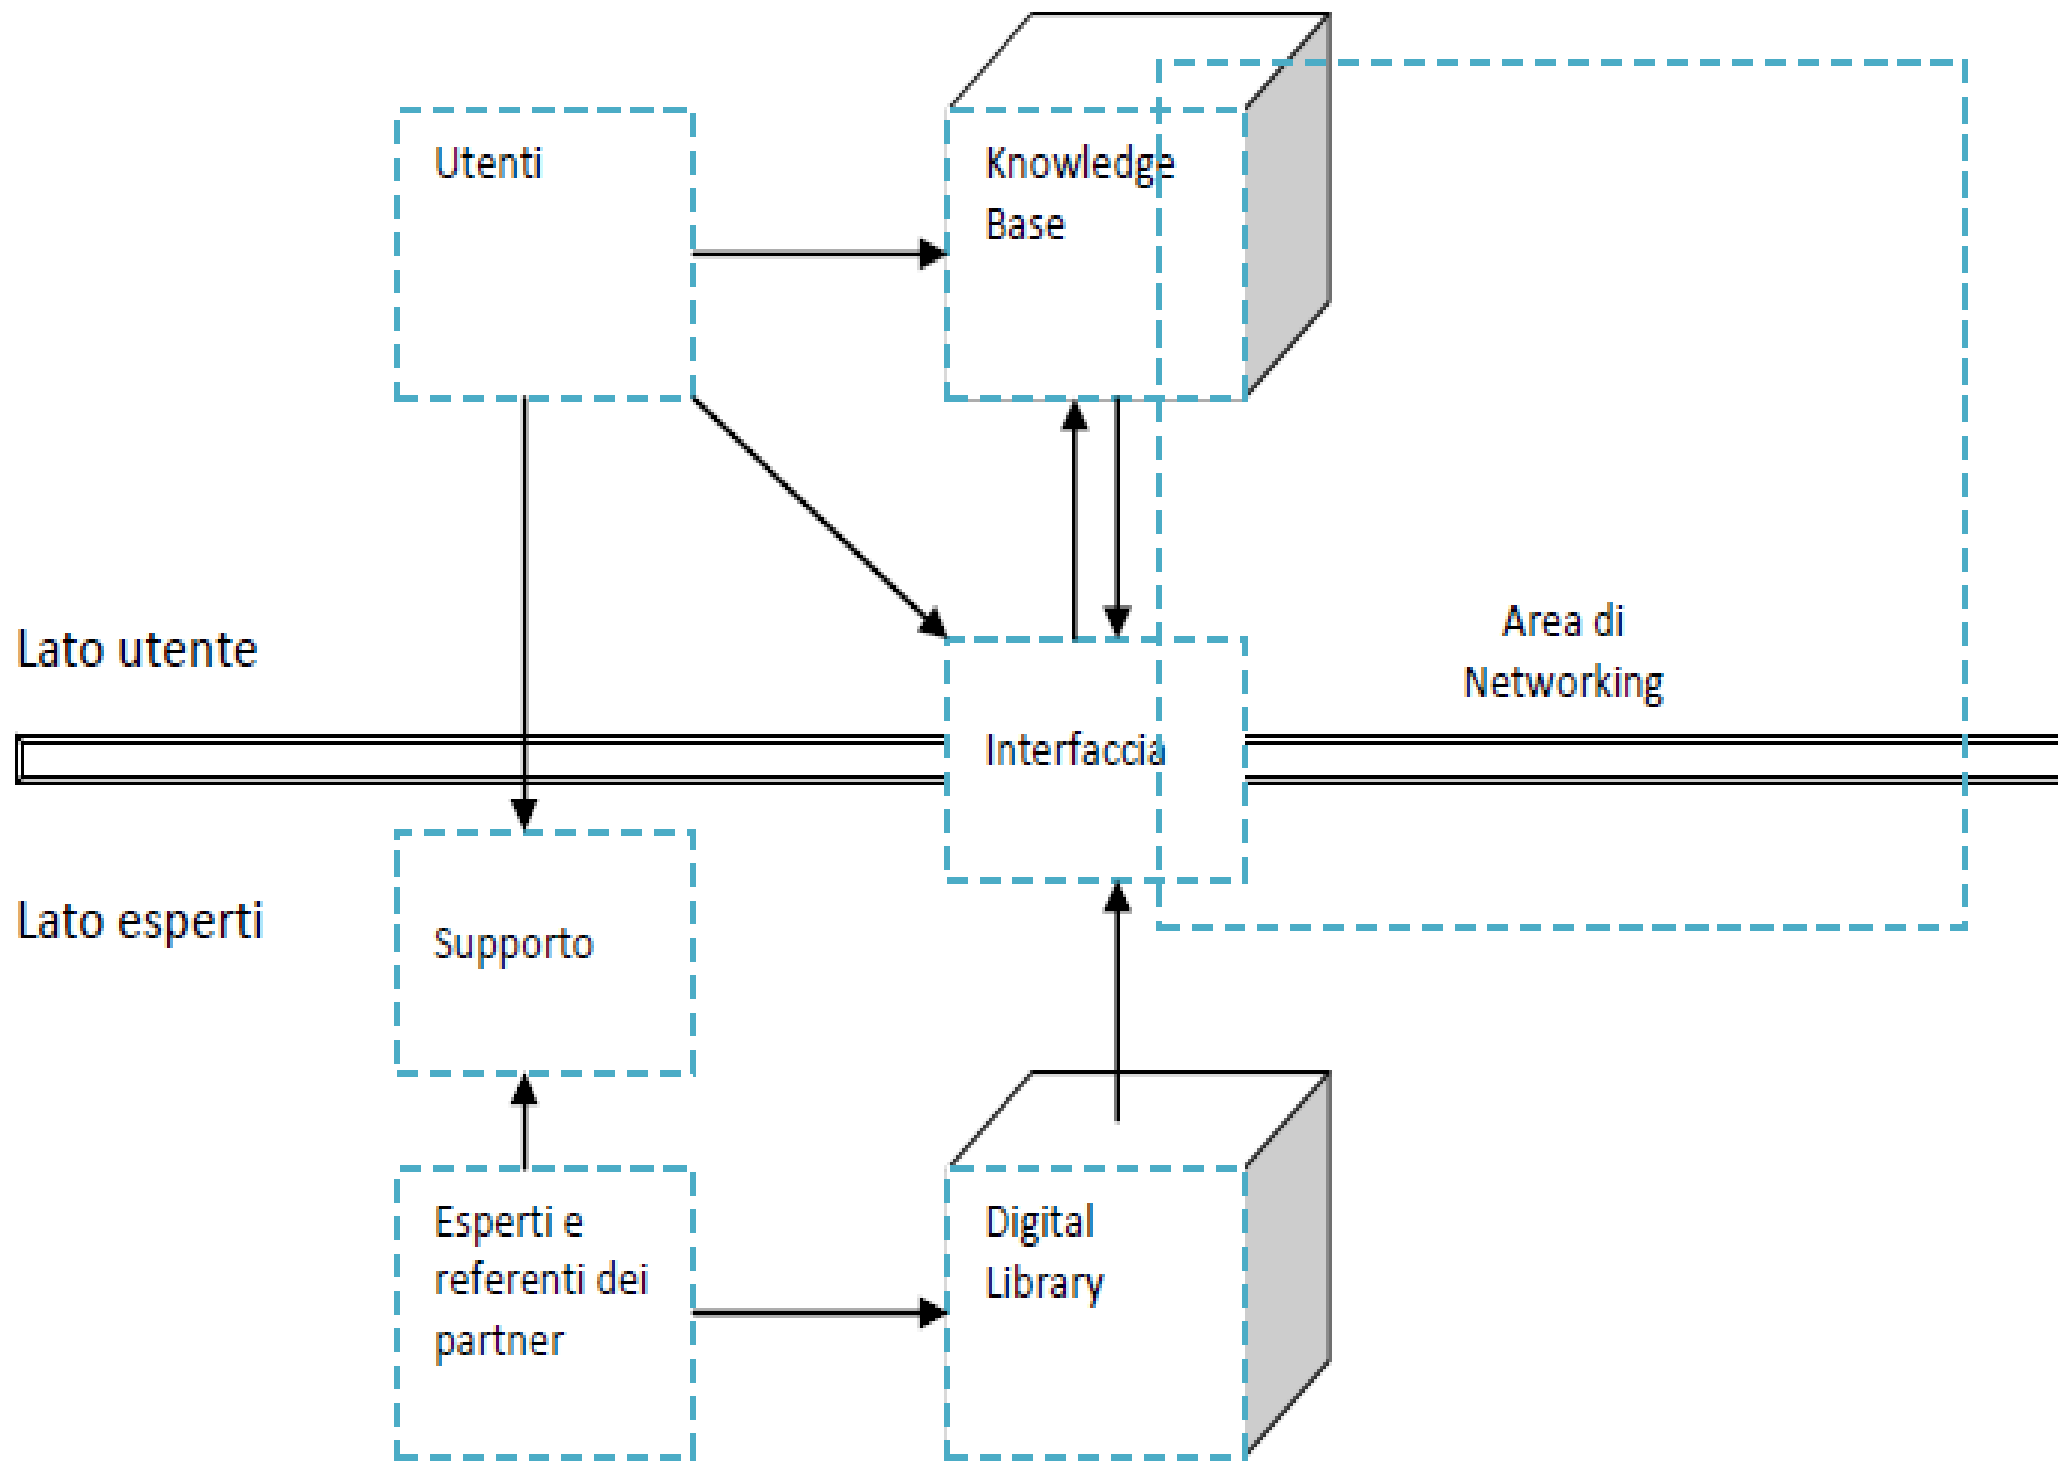 Utenti
Knowledge
Base
Area di
Networking
Lato utente
Interfaccia
Lato esperti
Supporto
Esperti e
referenti dei
partner
Digital
Library